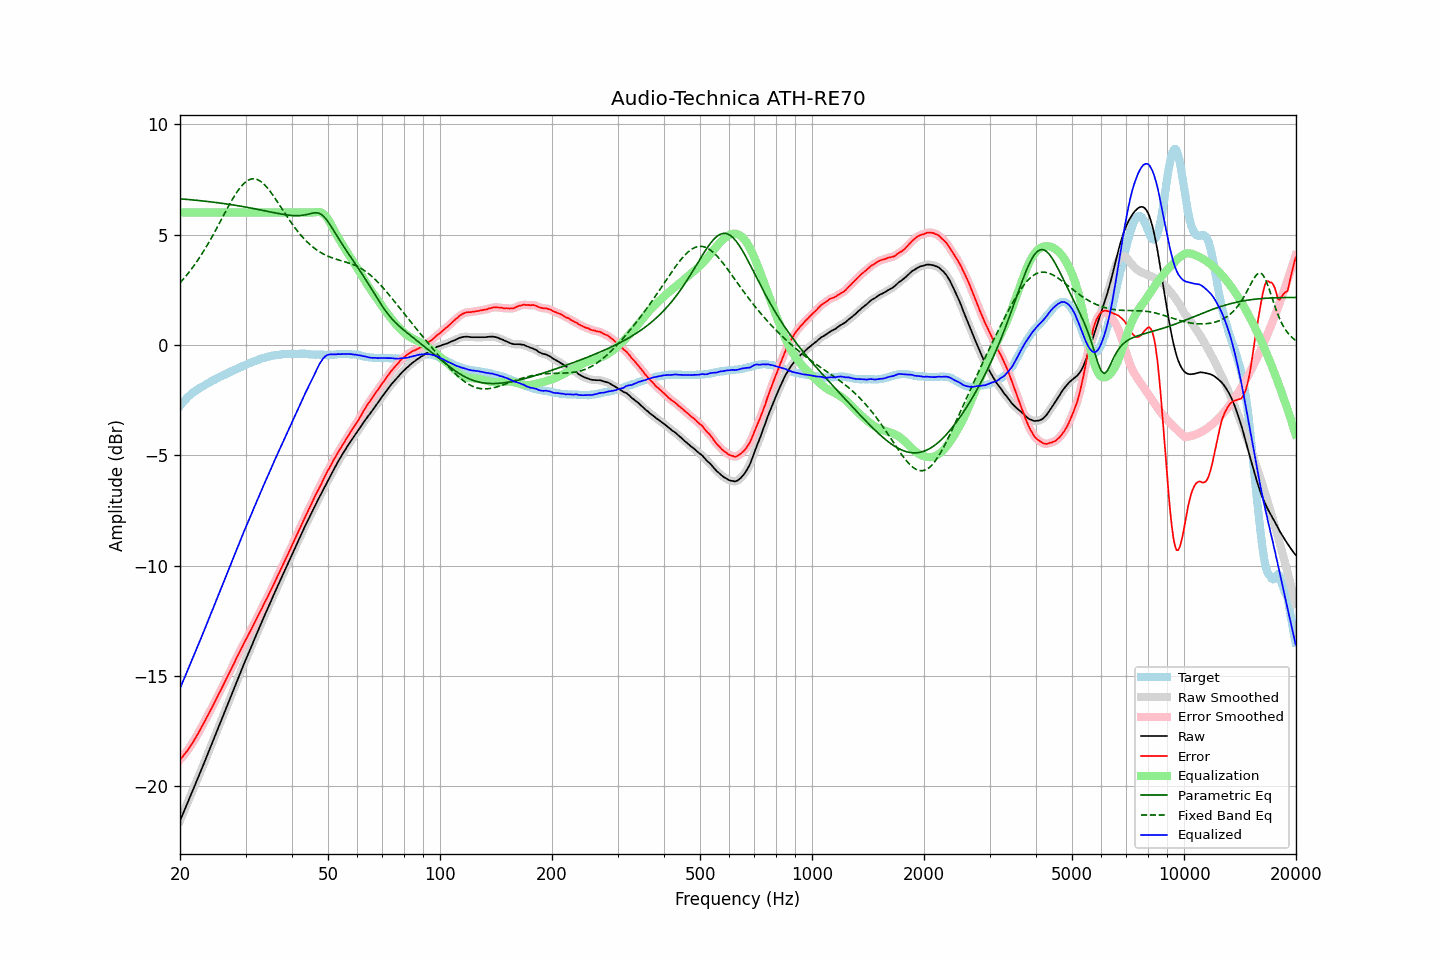 Audio-Technica ATH-RE70
10
5
0
−5
−10
−15
−20
Amplitude (dBr)
20 50 100 200 500 1000 2000 5000 10000 20000
Frequency (Hz)
Target
Raw Smoothed
Error Smoothed
Raw
Error
Equalization
Parametric Eq
Fixed Band Eq
Equalized